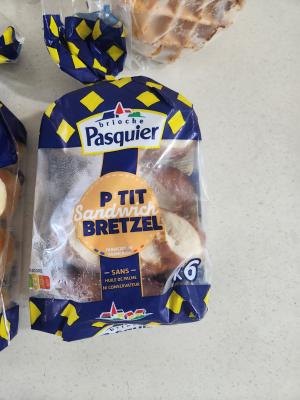 brioche
Pasquier
P'TIT
Sandwich
BRETZEL
— SANS —
HUILE DE PALME
NI CONSERVATEUR
x6